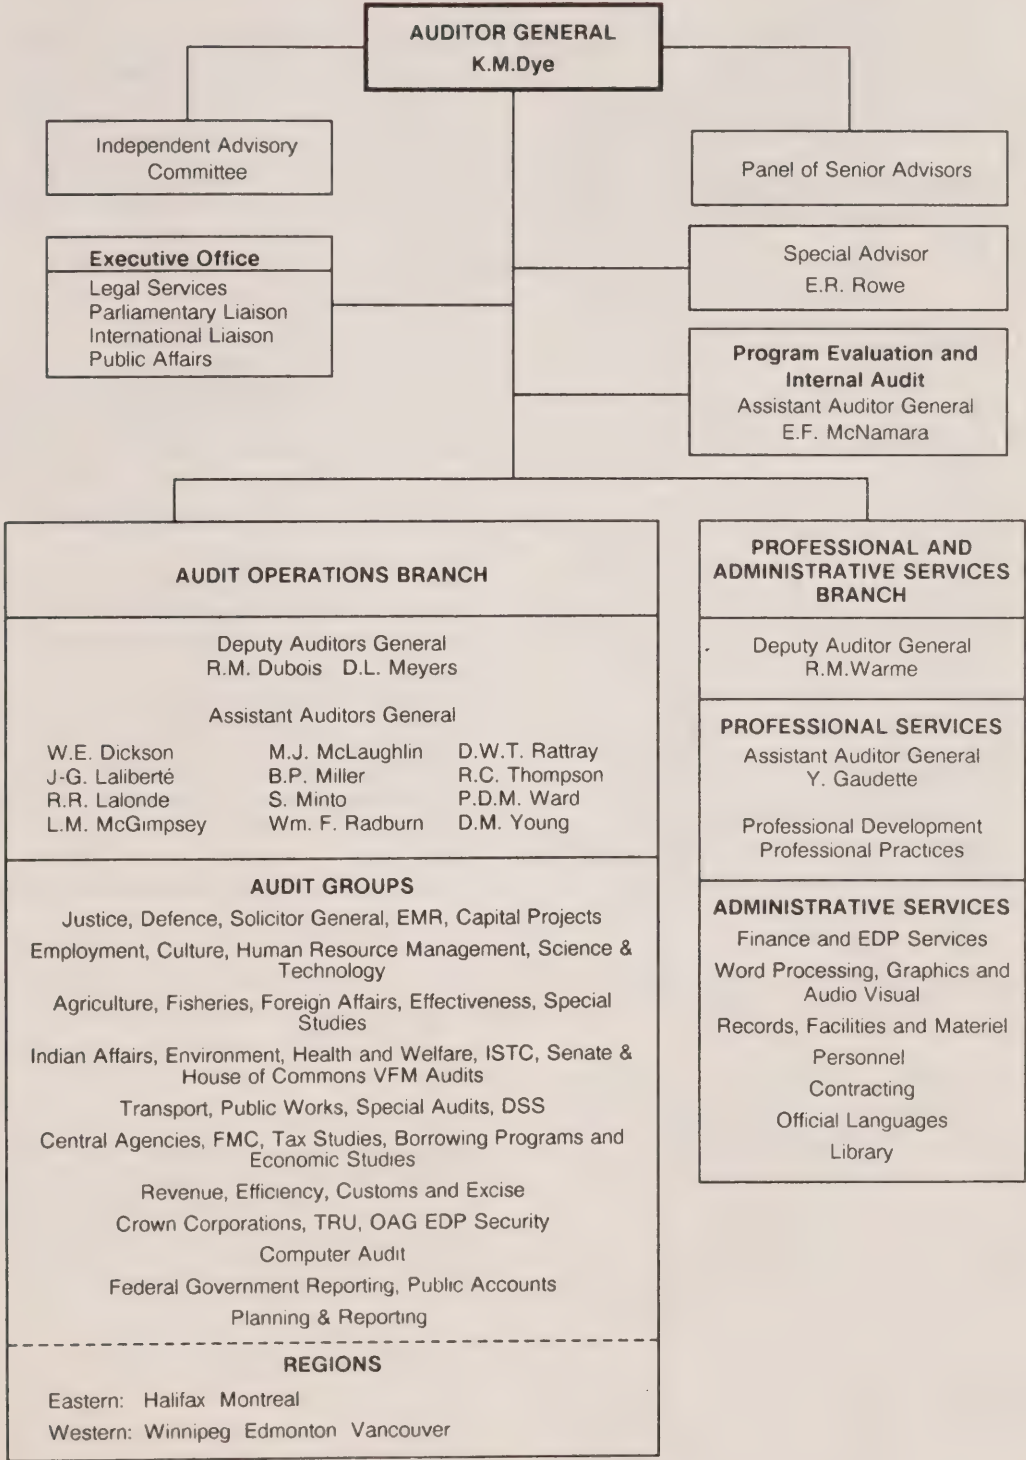 AUDITOR GENERAL
K.M.Dye
Independent Advisory
Committee
Panel of Senior Advisors
Executive Office
Legal Services
Parliamentary Liaison
International Liaison
Public Affairs
Special Advisor
E.R. Rowe
Program Evaluation and
Internal Audit
Assistant Auditor General
E.F. McNamara
AUDIT OPERATIONS BRANCH
Deputy Auditors General
R.M. Dubois D.L. Meyers
Assistant Auditors General
W.E. Dickson M.J. McLaughlin D.W.T. Rattray
J-G. Laliberté B.P. Miller R.C. Thompson
R.R. Lalonde S. Minto P.D.M. Ward
L.M. McGimpsey Wm. F. Radburn D.M. Young
AUDIT GROUPS
Justice, Defence, Solicitor General, EMR, Capital Projects
Employment, Culture, Human Resource Management, Science &
Technology
Agriculture, Fisheries, Foreign Affairs, Effectiveness, Special
Studies
Indian Affairs, Environment, Health and Welfare, ISTC, Senate &
House of Commons VFM Audits
Transport, Public Works, Special Audits, DSS
Central Agencies, FMC, Tax Studies, Borrowing Programs and
Economic Studies
Revenue, Efficiency, Customs and Excise
Crown Corporations, TRU, OAG EDP Security
Computer Audit
Federal Government Reporting, Public Accounts
Planning & Reporting
REGIONS
Eastern: Halifax Montreal
Western: Winnipeg Edmonton Vancouver
PROFESSIONAL AND
ADMINISTRATIVE SERVICES
BRANCH
Deputy Auditor General
R.M.Warme
PROFESSIONAL SERVICES
Assistant Auditor General
Y. Gaudette
Professional Development
Professional Practices
ADMINISTRATIVE SERVICES
Finance and EDP Services
Word Processing, Graphics and
Audio Visual
Records, Facilities and Materiel
Personnel
Contracting
Official Languages
Library